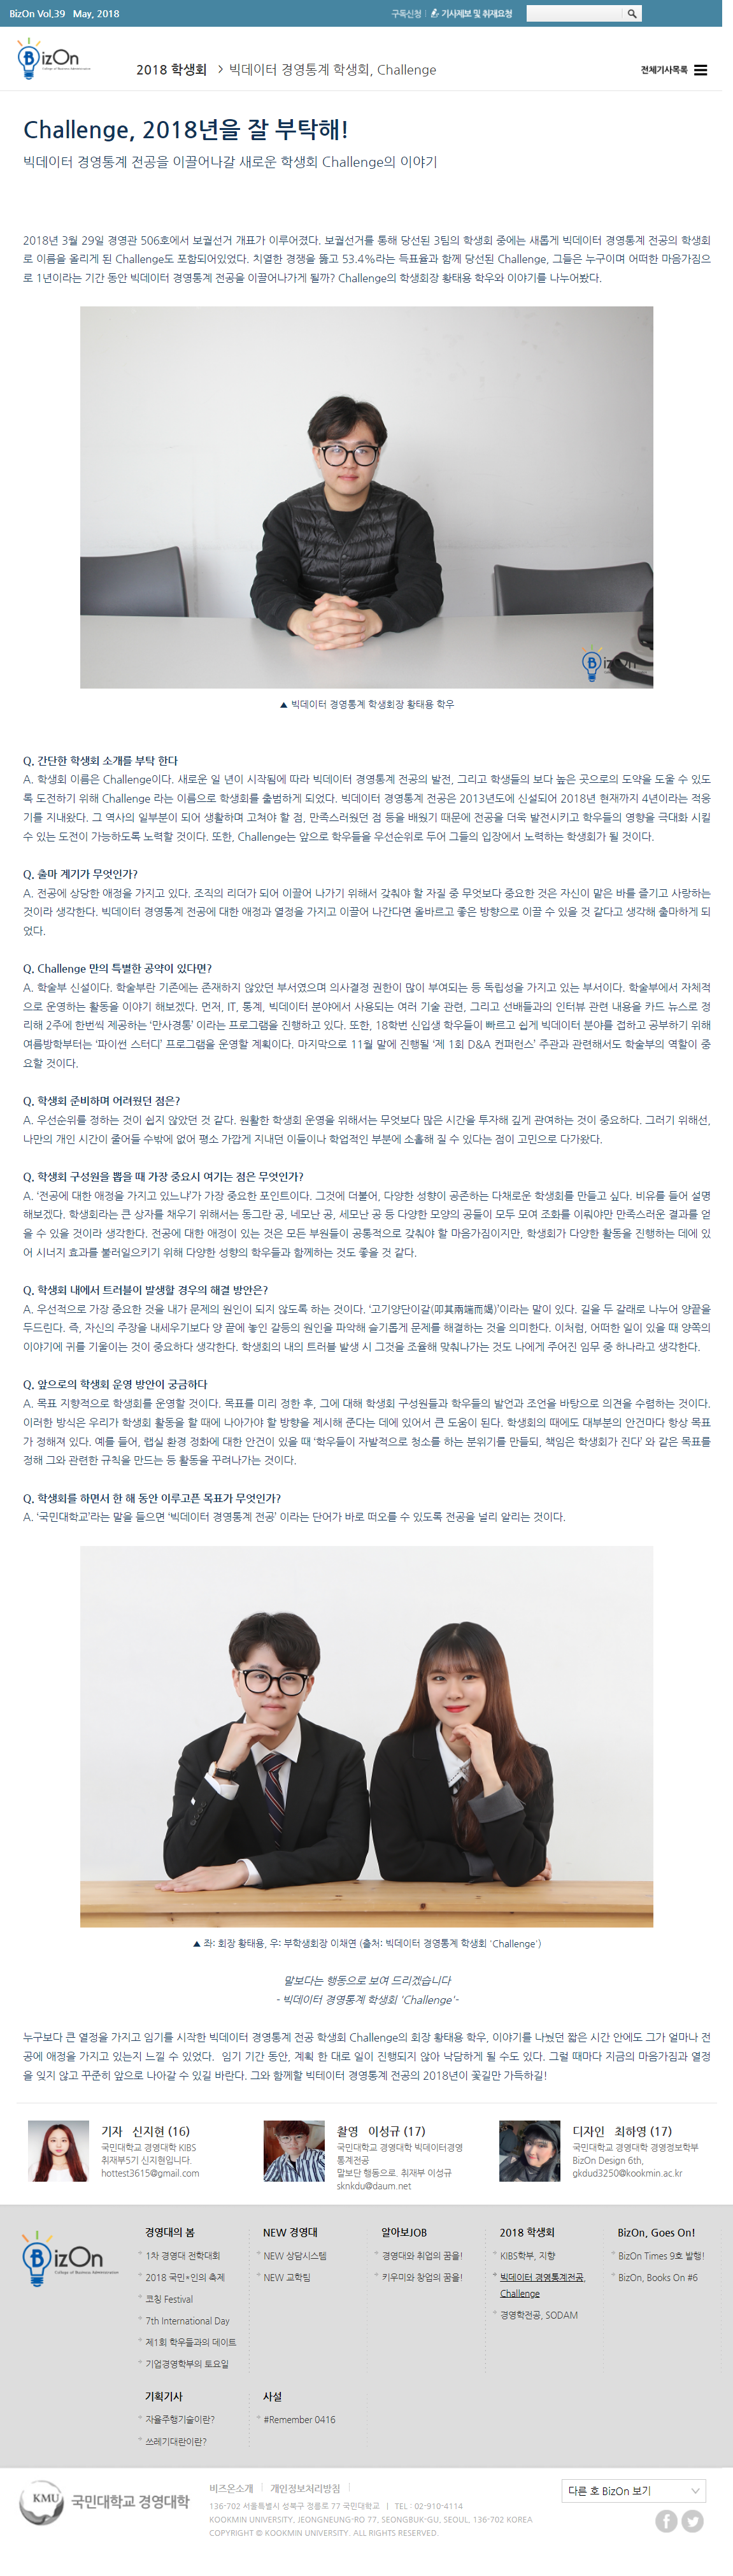 BizOn Vol.39 May, 2018
구독신청 | 기사제보 및 취재요청
BizOn
College of Business Administration
2018 학생회 > 빅데이터 경영통계 학생회, Challenge
전체기사목록
Challenge, 2018년을 잘 부탁해!
빅데이터 경영통계 전공을 이끌어나갈 새로운 학생회 Challenge의 이야기
2018년 3월 29일 경영관 506호에서 보궐선거 개표가 이루어졌다. 보궐선거를 통해 당선된 3팀의 학생회 중에는 새롭게 빅데이터 경영통계 전공의 학생회
로 이름을 올리게 된 Challenge도 포함되어있었다. 치열한 경쟁을 뚫고 53.4%라는 득표율과 함께 당선된 Challenge, 그들은 누구이며 어떠한 마음가짐으
로 1년이라는 기간 동안 빅데이터 경영통계 전공을 이끌어나가게 될까? Challenge의 학생회장 황태용 학우와 이야기를 나누어봤다.
BizOn
▲ 빅데이터 경영통계 학생회장 황태용 학우
Q. 간단한 학생회 소개를 부탁 한다
A. 학생회 이름은 Challenge이다. 새로운 일 년이 시작됨에 따라 빅데이터 경영통계 전공의 발전, 그리고 학생들의 보다 높은 곳으로의 도약을 도울 수 있도
록 도전하기 위해 Challenge 라는 이름으로 학생회를 출범하게 되었다. 빅데이터 경영통계 전공은 2013년도에 신설되어 2018년 현재까지 4년이라는 적응
기를 지내왔다. 그 역사의 일부분이 되어 생활하며 고쳐야 할 점, 만족스러웠던 점 등을 배웠기 때문에 전공을 더욱 발전시키고 학우들의 영향을 극대화 시킬
수 있는 도전이 가능하도록 노력할 것이다. 또한, Challenge는 앞으로 학우들을 우선순위로 두어 그들의 입장에서 노력하는 학생회가 될 것이다.
Q. 출마 계기가 무엇인가?
A. 전공에 상당한 애정을 가지고 있다. 조직의 리더가 되어 이끌어 나가기 위해서 갖춰야 할 자질 중 무엇보다 중요한 것은 자신이 맡은 바를 즐기고 사랑하는
것이라 생각한다. 빅데이터 경영통계 전공에 대한 애정과 열정을 가지고 이끌어 나간다면 올바르고 좋은 방향으로 이끌 수 있을 것 같다고 생각해 출마하게 되
었다.
Q. Challenge 만의 특별한 공약이 있다면?
A. 학술부 신설이다. 학술부란 기존에는 존재하지 않았던 부서였으며 의사결정 권한이 많이 부여되는 등 독립성을 가지고 있는 부서이다. 학술부에서 자체적
으로 운영하는 활동을 이야기 해보겠다. 먼저, IT, 통계, 빅데이터 분야에서 사용되는 여러 기술 관련, 그리고 선배들과의 인터뷰 관련 내용을 카드 뉴스로 정
리해 2주에 한번씩 제공하는 ‘만사경통’ 이라는 프로그램을 진행하고 있다. 또한, 18학번 신입생 학우들이 빠르고 쉽게 빅데이터 분야를 접하고 공부하기 위해
여름방학부터는 ‘파이썬 스터디’ 프로그램을 운영할 계획이다. 마지막으로 11월 말에 진행될 ‘제 1회 D&A 컨퍼런스’ 주관과 관련해서도 학술부의 역할이 중
요할 것이다.
Q. 학생회 준비하며 어려웠던 점은?
A. 우선순위를 정하는 것이 쉽지 않았던 것 같다. 원활한 학생회 운영을 위해서는 무엇보다 많은 시간을 투자해 깊게 관여하는 것이 중요하다. 그러기 위해선,
나만의 개인 시간이 줄어들 수밖에 없어 평소 가깝게 지내던 이들이나 학업적인 부분에 소홀해 질 수 있다는 점이 고민으로 다가왔다.
Q. 학생회 구성원을 뽑을 때 가장 중요시 여기는 점은 무엇인가?
A. ‘전공에 대한 애정을 가지고 있느냐’가 가장 중요한 포인트이다. 그것에 더불어, 다양한 성향이 공존하는 다채로운 학생회를 만들고 싶다. 비유를 들어 설명
해보겠다. 학생회라는 큰 상자를 채우기 위해서는 동그란 공, 네모난 공, 세모난 공 등 다양한 모양의 공들이 모두 모여 조화를 이뤄야만 만족스러운 결과를 얻
을 수 있을 것이라 생각한다. 전공에 대한 애정이 있는 것은 모든 부원들이 공통적으로 갖춰야 할 마음가짐이지만, 학생회가 다양한 활동을 진행하는 데에 있
어 시너지 효과를 불러일으키기 위해 다양한 성향의 학우들과 함께하는 것도 좋을 것 같다.
Q. 학생회 내에서 트러블이 발생할 경우의 해결 방안은?
A. 우선적으로 가장 중요한 것을 내가 문제의 원인이 되지 않도록 하는 것이다. ‘고기양단이갈(叩其兩端而竭)’이라는 말이 있다. 길을 두 갈래로 나누어 양끝을
두드린다. 즉, 자신의 주장을 내세우기보다 양 끝에 놓인 갈등의 원인을 파악해 슬기롭게 문제를 해결하는 것을 의미한다. 이처럼, 어떠한 일이 있을 때 양쪽의
이야기에 귀를 기울이는 것이 중요하다 생각한다. 학생회의 내의 트러블 발생 시 그것을 조율해 맞춰나가는 것도 나에게 주어진 임무 중 하나라고 생각한다.
Q. 앞으로의 학생회 운영 방안이 궁금하다
A. 목표 지향적으로 학생회를 운영할 것이다. 목표를 미리 정한 후, 그에 대해 학생회 구성원들과 학우들의 발언과 조언을 바탕으로 의견을 수렴하는 것이다.
이러한 방식은 우리가 학생회 활동을 할 때에 나아가야 할 방향을 제시해 준다는 데에 있어서 큰 도움이 된다. 학생회의 때에도 대부분의 안건마다 항상 목표
가 정해져 있다. 예를 들어, 랩실 환경 정화에 대한 안건이 있을 때 ‘학우들이 자발적으로 청소를 하는 분위기를 만들되, 책임은 학생회가 진다’ 와 같은 목표를
정해 그와 관련한 규칙을 만드는 등 활동을 꾸려나가는 것이다.
Q. 학생회를 하면서 한 해 동안 이루고픈 목표가 무엇인가?
A. ‘국민대학교’라는 말을 들으면 ‘빅데이터 경영통계 전공’ 이라는 단어가 바로 떠오를 수 있도록 전공을 널리 알리는 것이다.
▲ 좌: 회장 황태용, 우: 부학생회장 이채연 (출처: 빅데이터 경영통계 학생회 'Challenge')
말보다는 행동으로 보여 드리겠습니다
- 빅데이터 경영통계 학생회 'Challenge'-
누구보다 큰 열정을 가지고 임기를 시작한 빅데이터 경영통계 전공 학생회 Challenge의 회장 황태용 학우, 이야기를 나눴던 짧은 시간 안에도 그가 얼마나 전
공에 애정을 가지고 있는지 느낄 수 있었다. 임기 기간 동안, 계획 한 대로 일이 진행되지 않아 낙담하게 될 수도 있다. 그럴 때마다 지금의 마음가짐과 열정
을 잊지 않고 꾸준히 앞으로 나아갈 수 있길 바란다. 그와 함께할 빅테이터 경영통계 전공의 2018년이 꽃길만 가득하길!
기자 신지현 (16)
국민대학교 경영대학 KIBS
취재부5기 신지현입니다.
hottest3615@gmail.com
촬영 이성규 (17)
국민대학교 경영대학 빅데이터경영
통계전공
말보단 행동으로. 취재부 이성규
sknkdu@daum.net
디자인 최하영 (17)
국민대학교 경영대학 경영정보학부
BizOn Design 6th,
gkdud3250@kookmin.ac.kr
BizOn
College of Business Administration
경영대의 봄
1차 경영대 전학대회
2018 국민*인의 축제
코칭 Festival
7th International Day
제1회 학우들과의 데이트
기업경영학부의 토요일
NEW 경영대
NEW 상담시스템
NEW 교학팀
알아보JOB
경영대와 취업의 꿈을!
키우미와 창업의 꿈을!
2018 학생회
KIBS학부, 지향
빅데이터 경영통계전공,
Challenge
경영학전공, SODAM
BizOn, Goes On!
BizOn Times 9호 발행!
BizOn, Books On #6
기획기사
자율주행기술이란?
쓰레기대란이란?
사설
#Remember 0416
KMU 국민대학교 경영대학
비즈온소개 | 개인정보처리방침 |
136-702 서울특별시 성북구 정릉로 77 국민대학교 | TEL : 02-910-4114
KOOKMIN UNIVERSITY, JEONGNEUNG-RO 77, SEONGBUK-GU, SEOUL, 136-702 KOREA
COPYRIGHT © KOOKMIN UNIVERSITY. ALL RIGHTS RESERVED.
다른 호 BizOn 보기